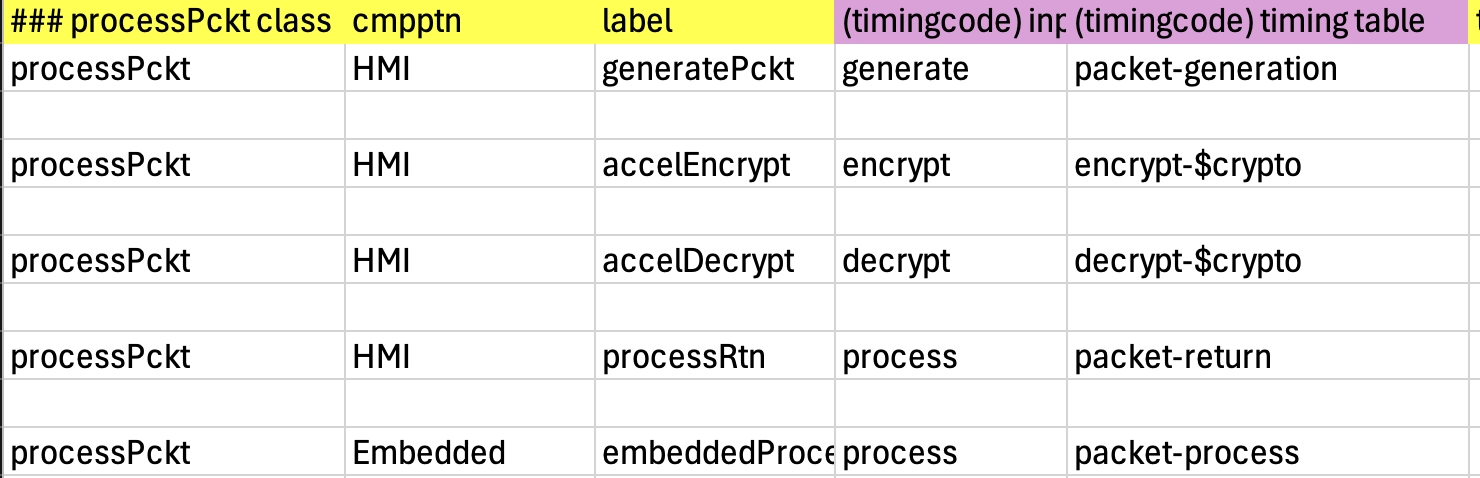 ### processPckt class cmpptn label (timingcode) inp (timingcode) timing table
processPckt HMI generatePckt generate packet-generation
processPckt HMI accelEncrypt encrypt encrypt-$crypto
processPckt HMI accelDecrypt decrypt decrypt-$crypto
processPckt HMI processRtn process packet-return
processPckt Embedded embeddedProce process packet-process